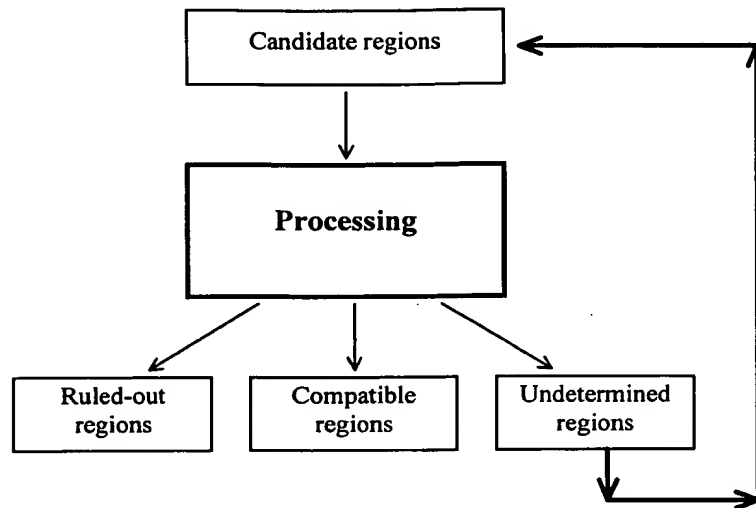 Candidate regions
Processing
Ruled-out
regions
Compatible
regions
Undetermined
regions